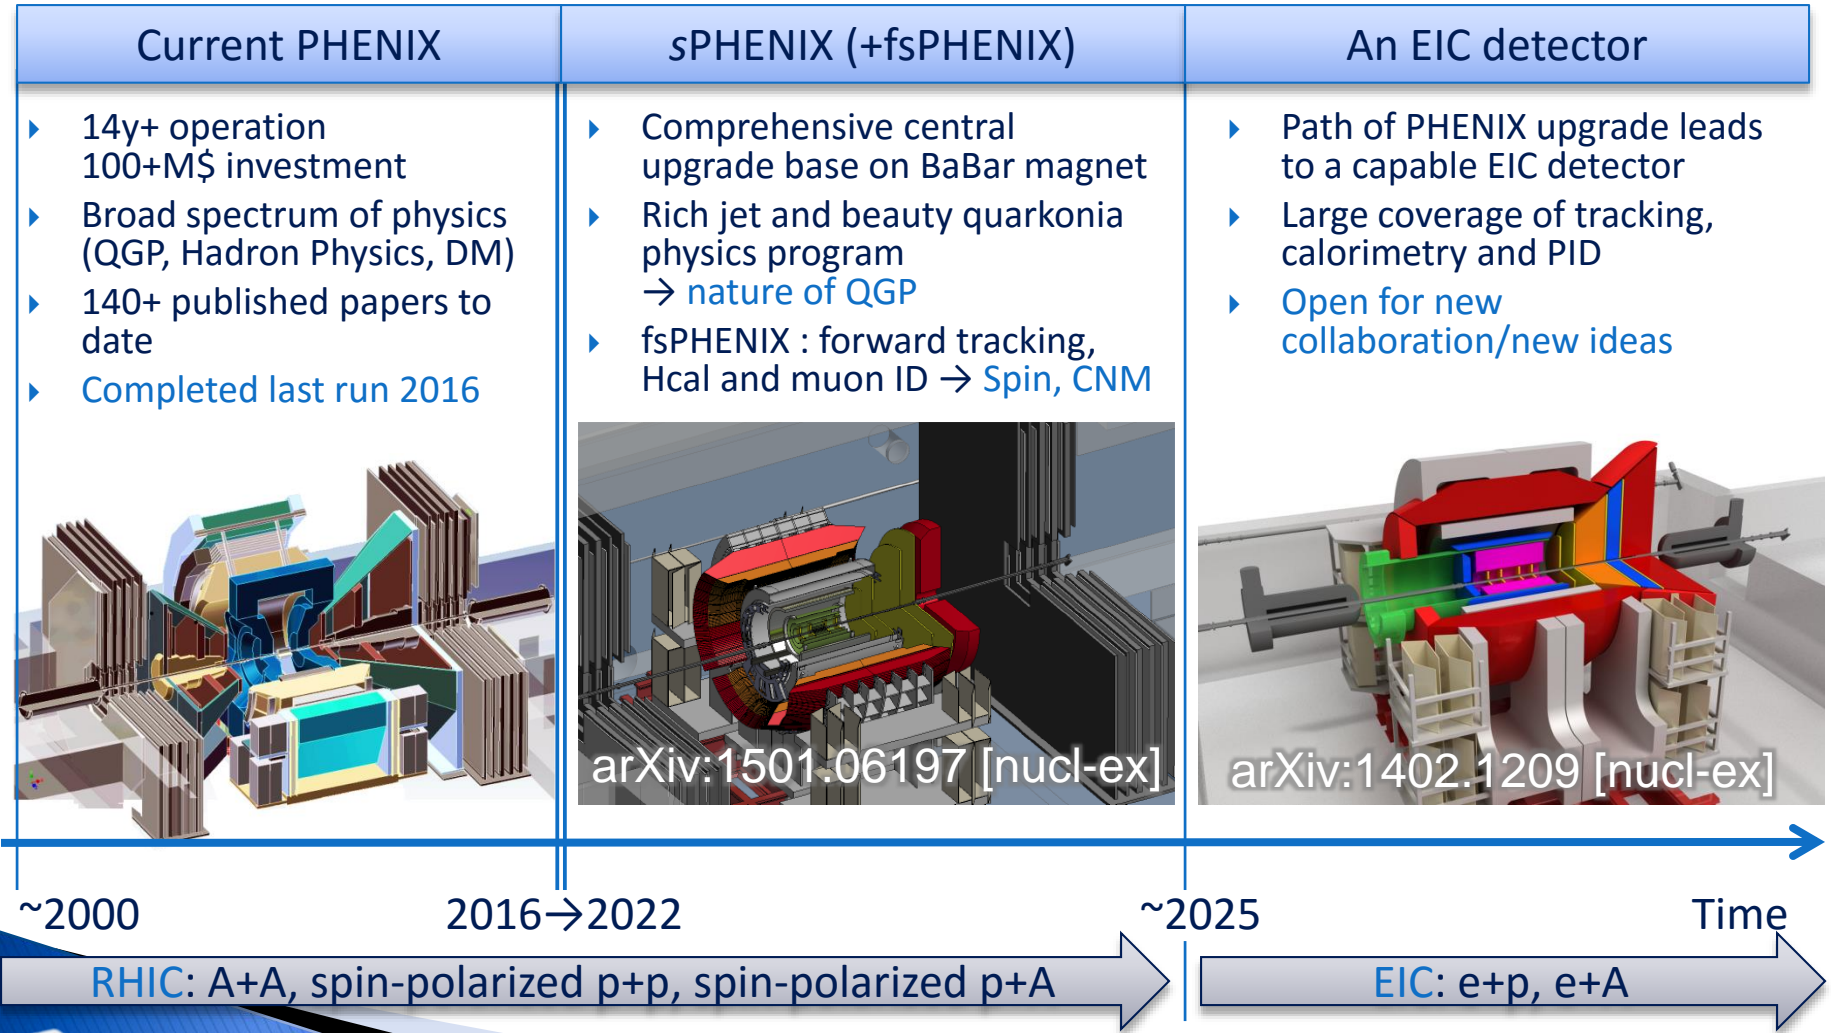 Current PHENIX
sPHENIX (+fsPHENIX)
An EIC detector
14y+ operation
100+M$ investment
Broad spectrum of physics
(QGP, Hadron Physics, DM)
140+ published papers to
date
Completed last run 2016
Comprehensive central
upgrade base on BaBar magnet
Rich jet and beauty quarkonia
physics program
→ nature of QGP
fsPHENIX : forward tracking,
Hcal and muon ID → Spin, CNM
arXiv:1501.06197 [nucl-ex]
Path of PHENIX upgrade leads
to a capable EIC detector
Large coverage of tracking,
calorimetry and PID
Open for new
collaboration/new ideas
arXiv:1402.1209 [nucl-ex]
~2000
2016→2022
~2025
Time
RHIC: A+A, spin-polarized p+p, spin-polarized p+A
EIC: e+p, e+A